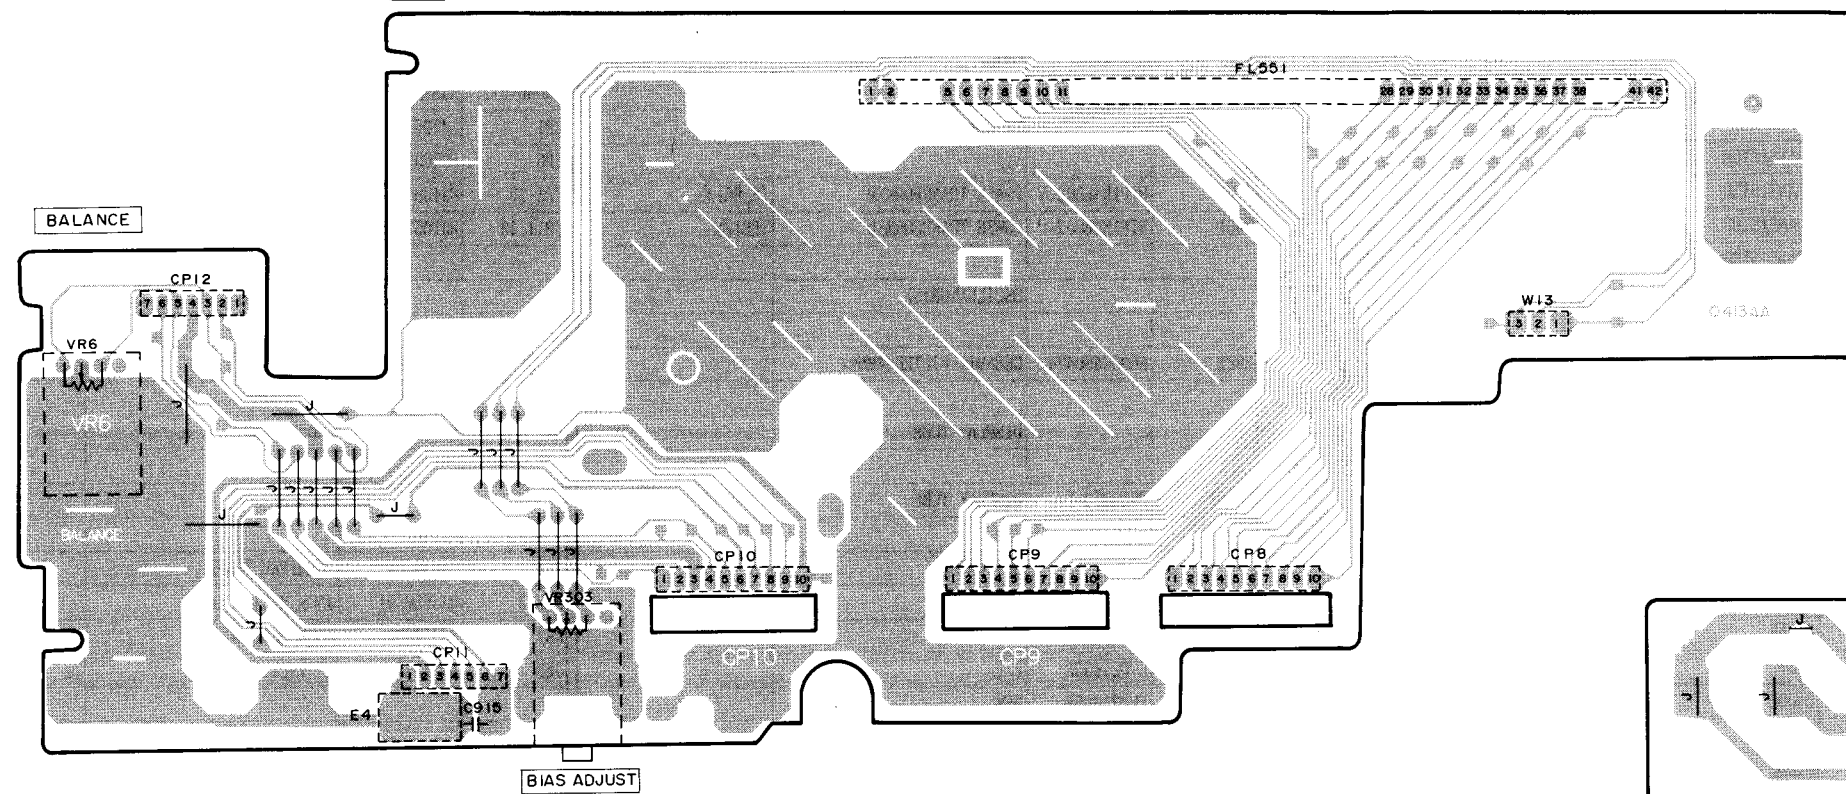 FL551
1 2 5 6 7 8 9 10 11 28 29 30 31 32 33 34 35 36 37 38 41 42
BALANCE
CP12
7 6 5 4 3 2 1
W13
3 2 1
VR6
J
J
VR6
J J J
J J J J J
J
J
BALANCE
J J J
CP10
1 2 3 4 5 6 7 8 9 10
CP9
1 2 3 4 5 6 7 8 9 10
CP8
1 2 3 4 5 6 7 8 9 10
VR303
J
J
CP11
1 2 3 4 5 6 7
CP10
CP9
J
J
E4
C915
BIAS ADJUST